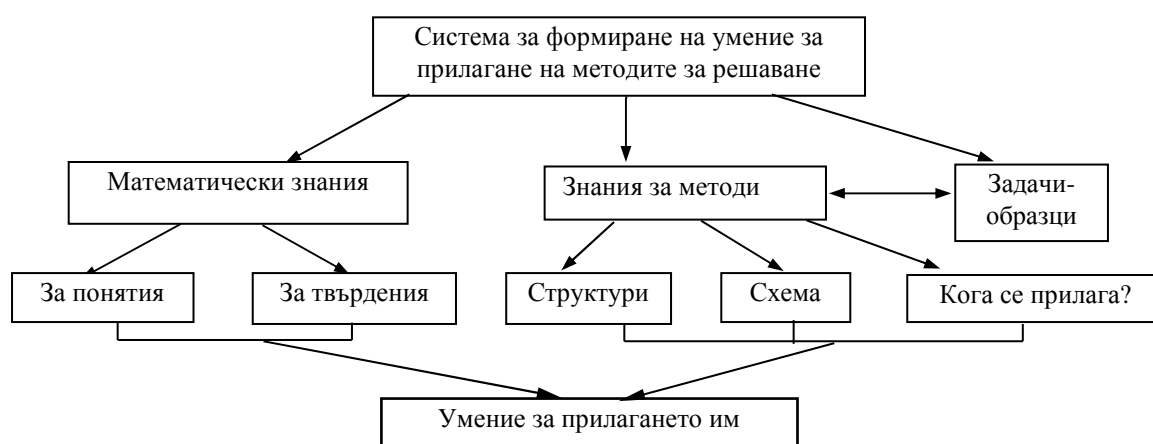 Система за формиране на умение за
прилагане на методите за решаване
Математически знания
Знания за методи
Задачи-
образци
За понятия
За твърдения
Структури
Схема
Кога се прилага?
Умение за прилагането им